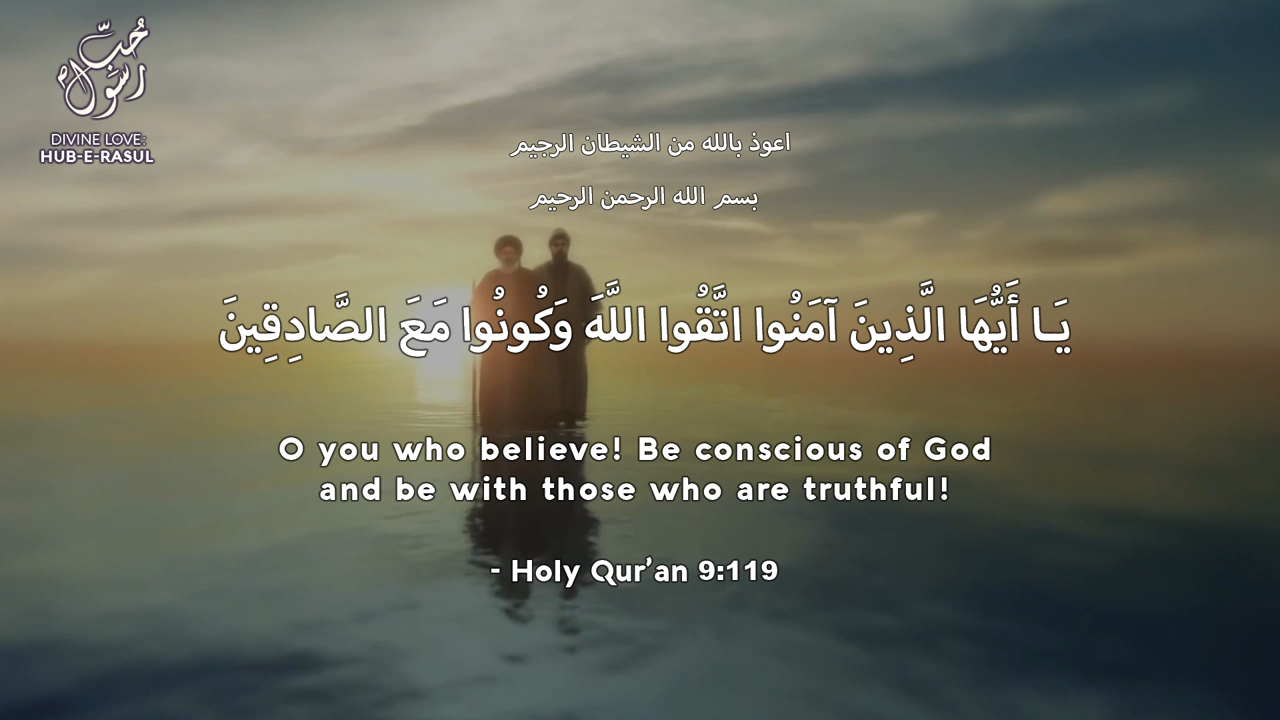 حُبِّ
رَسُول
DIVINE LOVE:
HUB-E-RASUL
اعوذ بالله من الشيطان الرجيم
بسم الله الرحمن الرحيم
يَا أَيُّهَا الَّذِينَ آمَنُوا اتَّقُوا اللَّهَ وَكُونُوا مَعَ الصَّادِقِينَ
O you who believe! Be conscious of God
and be with those who are truthful!
- Holy Qur’an 9:119